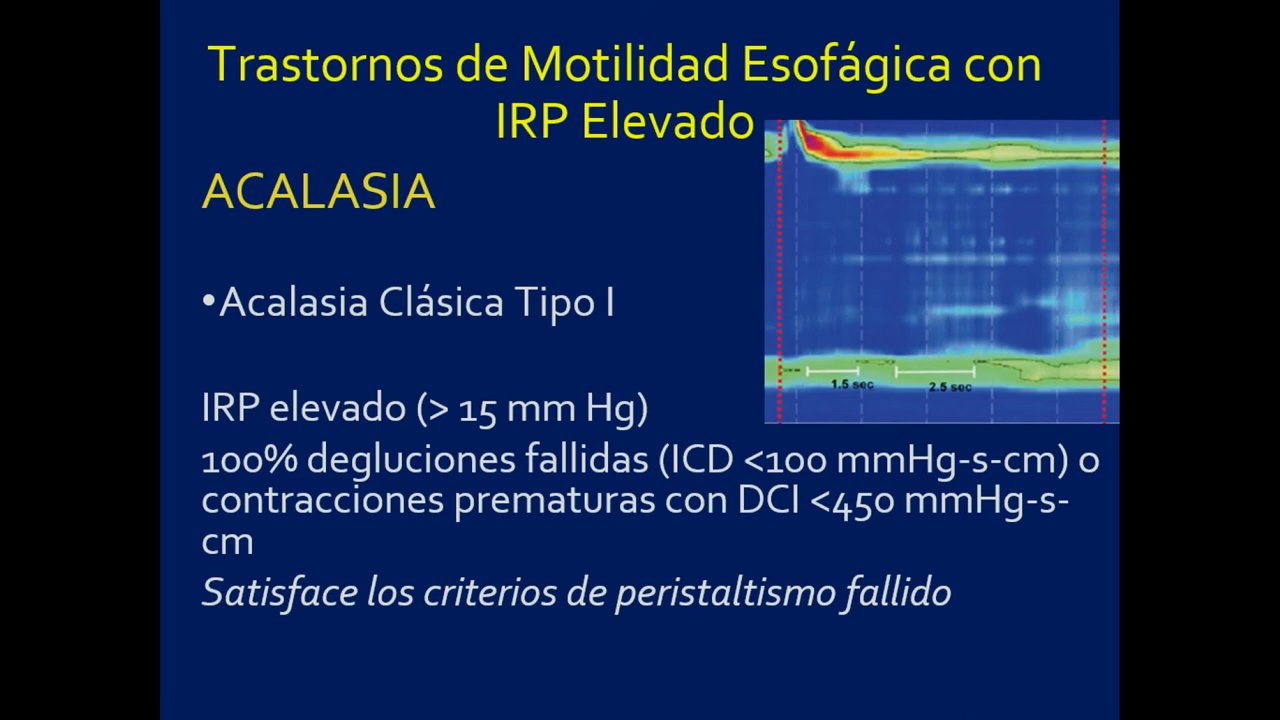 Trastornos de Motilidad Esofágica con
IRP Elevado
ACALASIA
•Acalasia Clásica Tipo I
1.5 sec
2.5 sec
IRP elevado (> 15 mm Hg)
100% degluciones fallidas (ICD <100 mmHg-s-cm) o
contracciones prematuras con DCI <450 mmHg-s-
cm
Satisface los criterios de peristaltismo fallido